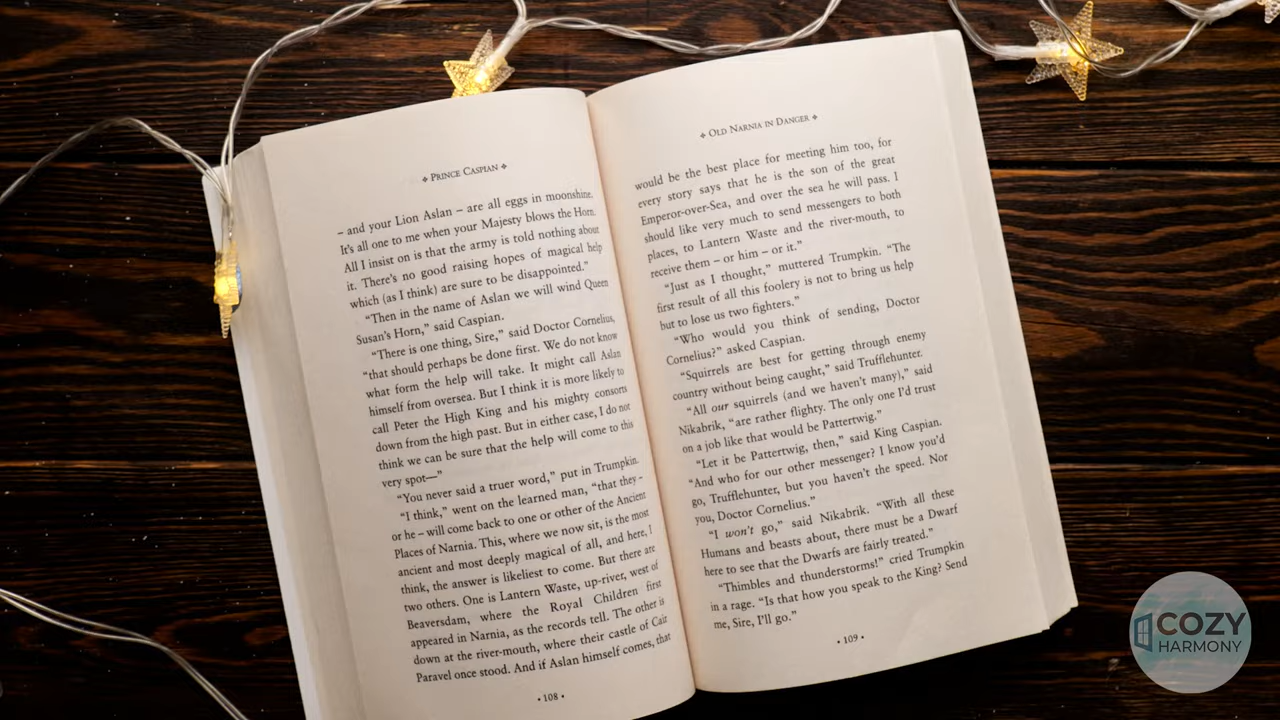 ❖ PRINCE CASPIAN ❖
– and your Lion Aslan – are all eggs in moonshine.
It's all one to me when your Majesty blows the Horn.
All I insist on is that the army is told nothing about
it. There's no good raising hopes of magical help
which (as I think) are sure to be disappointed."
"Then in the name of Aslan we will wind Queen
Susan's Horn," said Caspian.
"There is one thing, Sire," said Doctor Cornelius,
"that should perhaps be done first. We do not know
what form the help will take. It might call Aslan
himself from oversea. But I think it is more likely to
call Peter the High King and his mighty consorts
down from the high past. But in either case, I do not
think we can be sure that the help will come to this
very spot—"
"You never said a truer word," put in Trumpkin.
"I think," went on the learned man, "that they –
or he – will come back to one or other of the Ancient
Places of Narnia. This, where we now sit, is the most
ancient and most deeply magical of all, and here, I
think, the answer is likeliest to come. But there are
two others. One is Lantern Waste, up-river, west of
Beaversdam, where the Royal Children first
appeared in Narnia, as the records tell. The other is
down at the river-mouth, where their castle of Cair
Paravel once stood. And if Aslan himself comes, that
• 108 •
❖ OLD NARNIA IN DANGER ❖
would be the best place for meeting him too, for
every story says that he is the son of the great
Emperor-over-Sea, and over the sea he will pass. I
should like very much to send messengers to both
places, to Lantern Waste and the river-mouth, to
receive them – or him – or it."
"Just as I thought," muttered Trumpkin. "The
first result of all this foolery is not to bring us help
but to lose us two fighters."
"Who would you think of sending, Doctor
Cornelius?" asked Caspian.
"Squirrels are best for getting through enemy
country without being caught," said Trufflehunter.
"All our squirrels (and we haven't many)," said
Nikabrik, "are rather flighty. The only one I'd trust
on a job like that would be Pattertwig."
"Let it be Pattertwig, then," said King Caspian.
"And who for our other messenger? I know you'd
go, Trufflehunter, but you haven't the speed. Nor
you, Doctor Cornelius."
"I won't go," said Nikabrik. "With all these
Humans and beasts about, there must be a Dwarf
here to see that the Dwarfs are fairly treated."
"Thimbles and thunderstorms!" cried Trumpkin
in a rage. "Is that how you speak to the King? Send
me, Sire, I'll go."
• 109 •
COZY
HARMONY